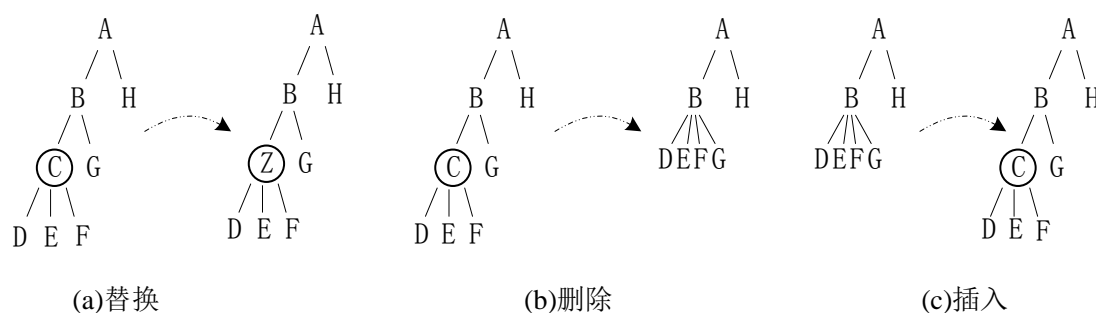 A A A A A A
B H B H B H B H B H B H
C G Z G C G DEFG DEFG C G
D E F D E F D E F D E F
(a)替换 (b)删除 (c)插入